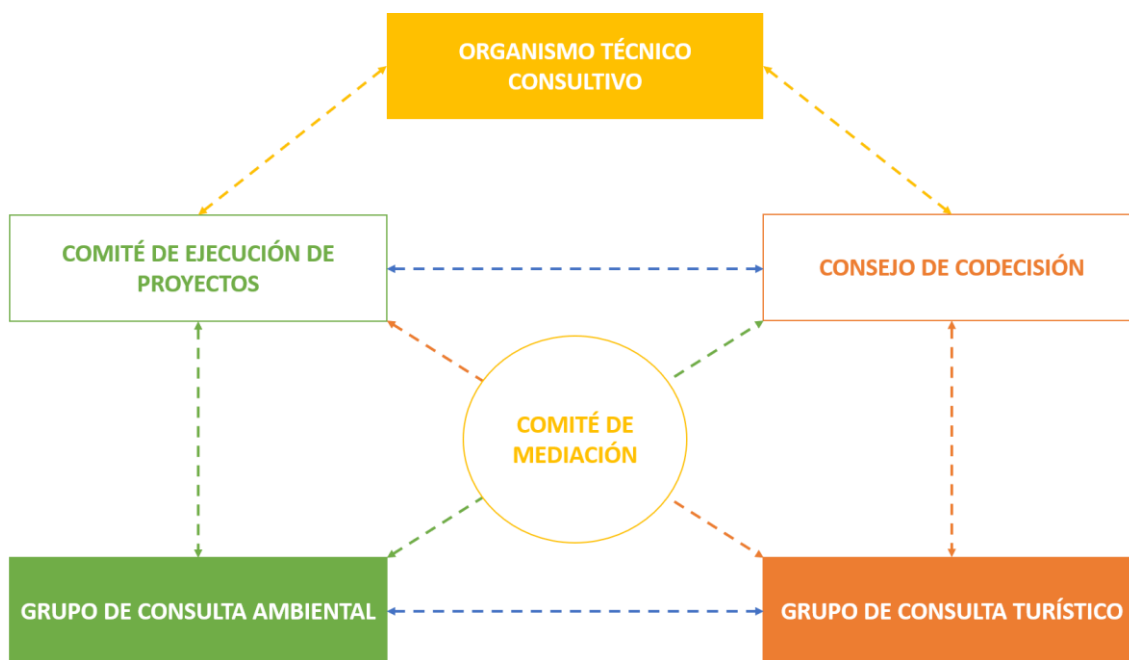 ORGANISMO TÉCNICO
CONSULTIVO
COMITÉ DE EJECUCIÓN DE
PROYECTOS
CONSEJO DE CODECISIÓN
COMITÉ DE
MEDIACIÓN
GRUPO DE CONSULTA AMBIENTAL
GRUPO DE CONSULTA TURÍSTICO